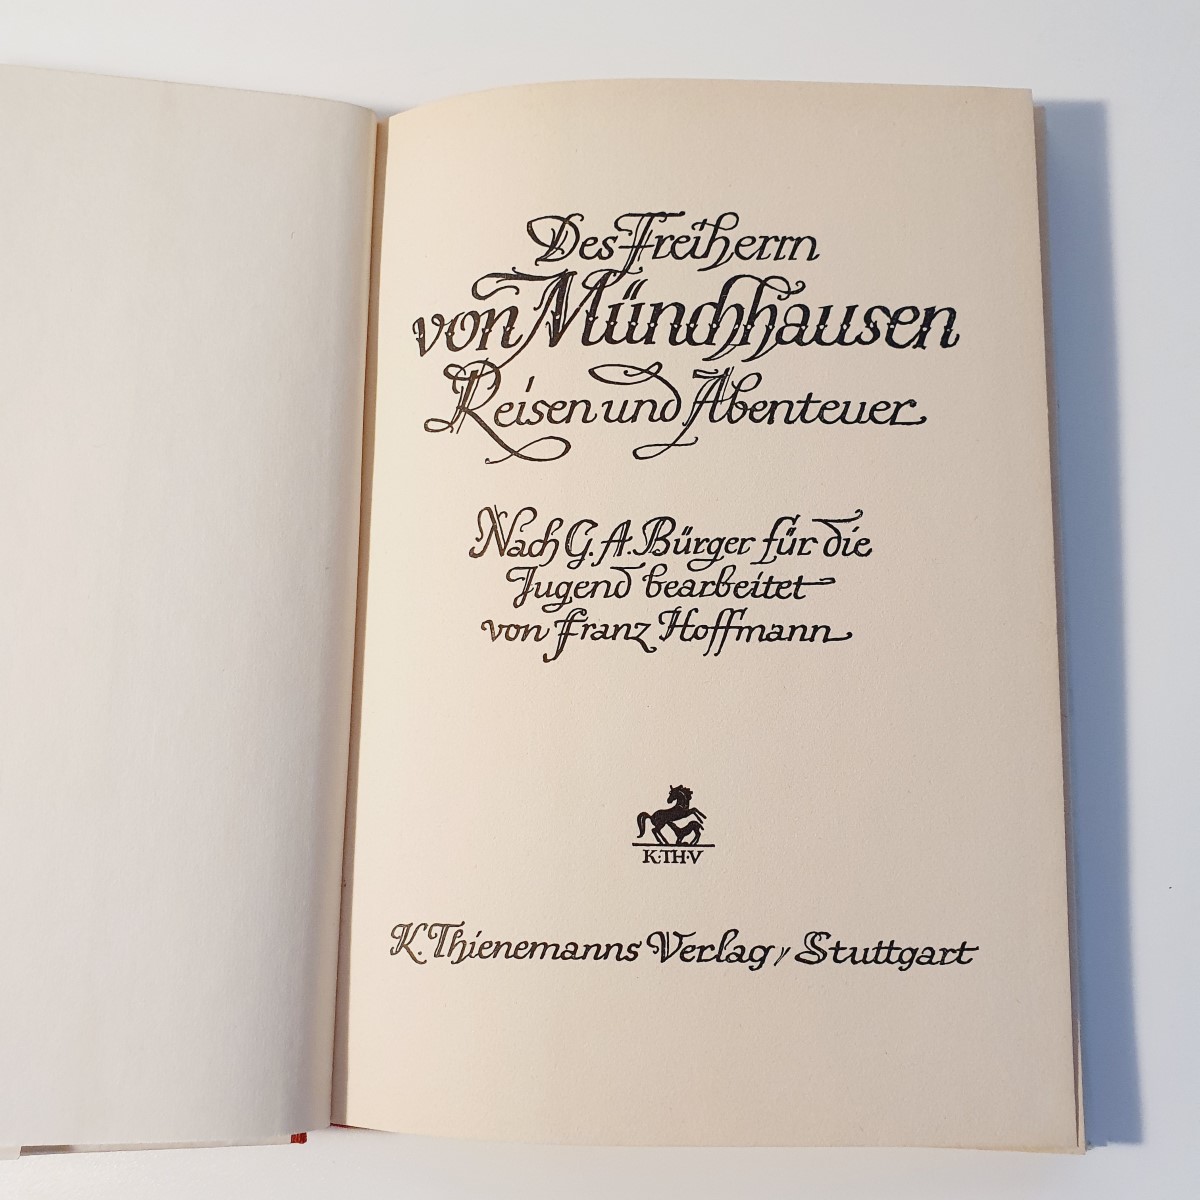 Des Freiherrn
von Münchhausen
Reisen und Abenteuer
Nach G. A. Bürger für die
Jugend bearbeitet
von Franz Hoffmann
K·TH·V
K. Thienemanns Verlag / Stuttgart